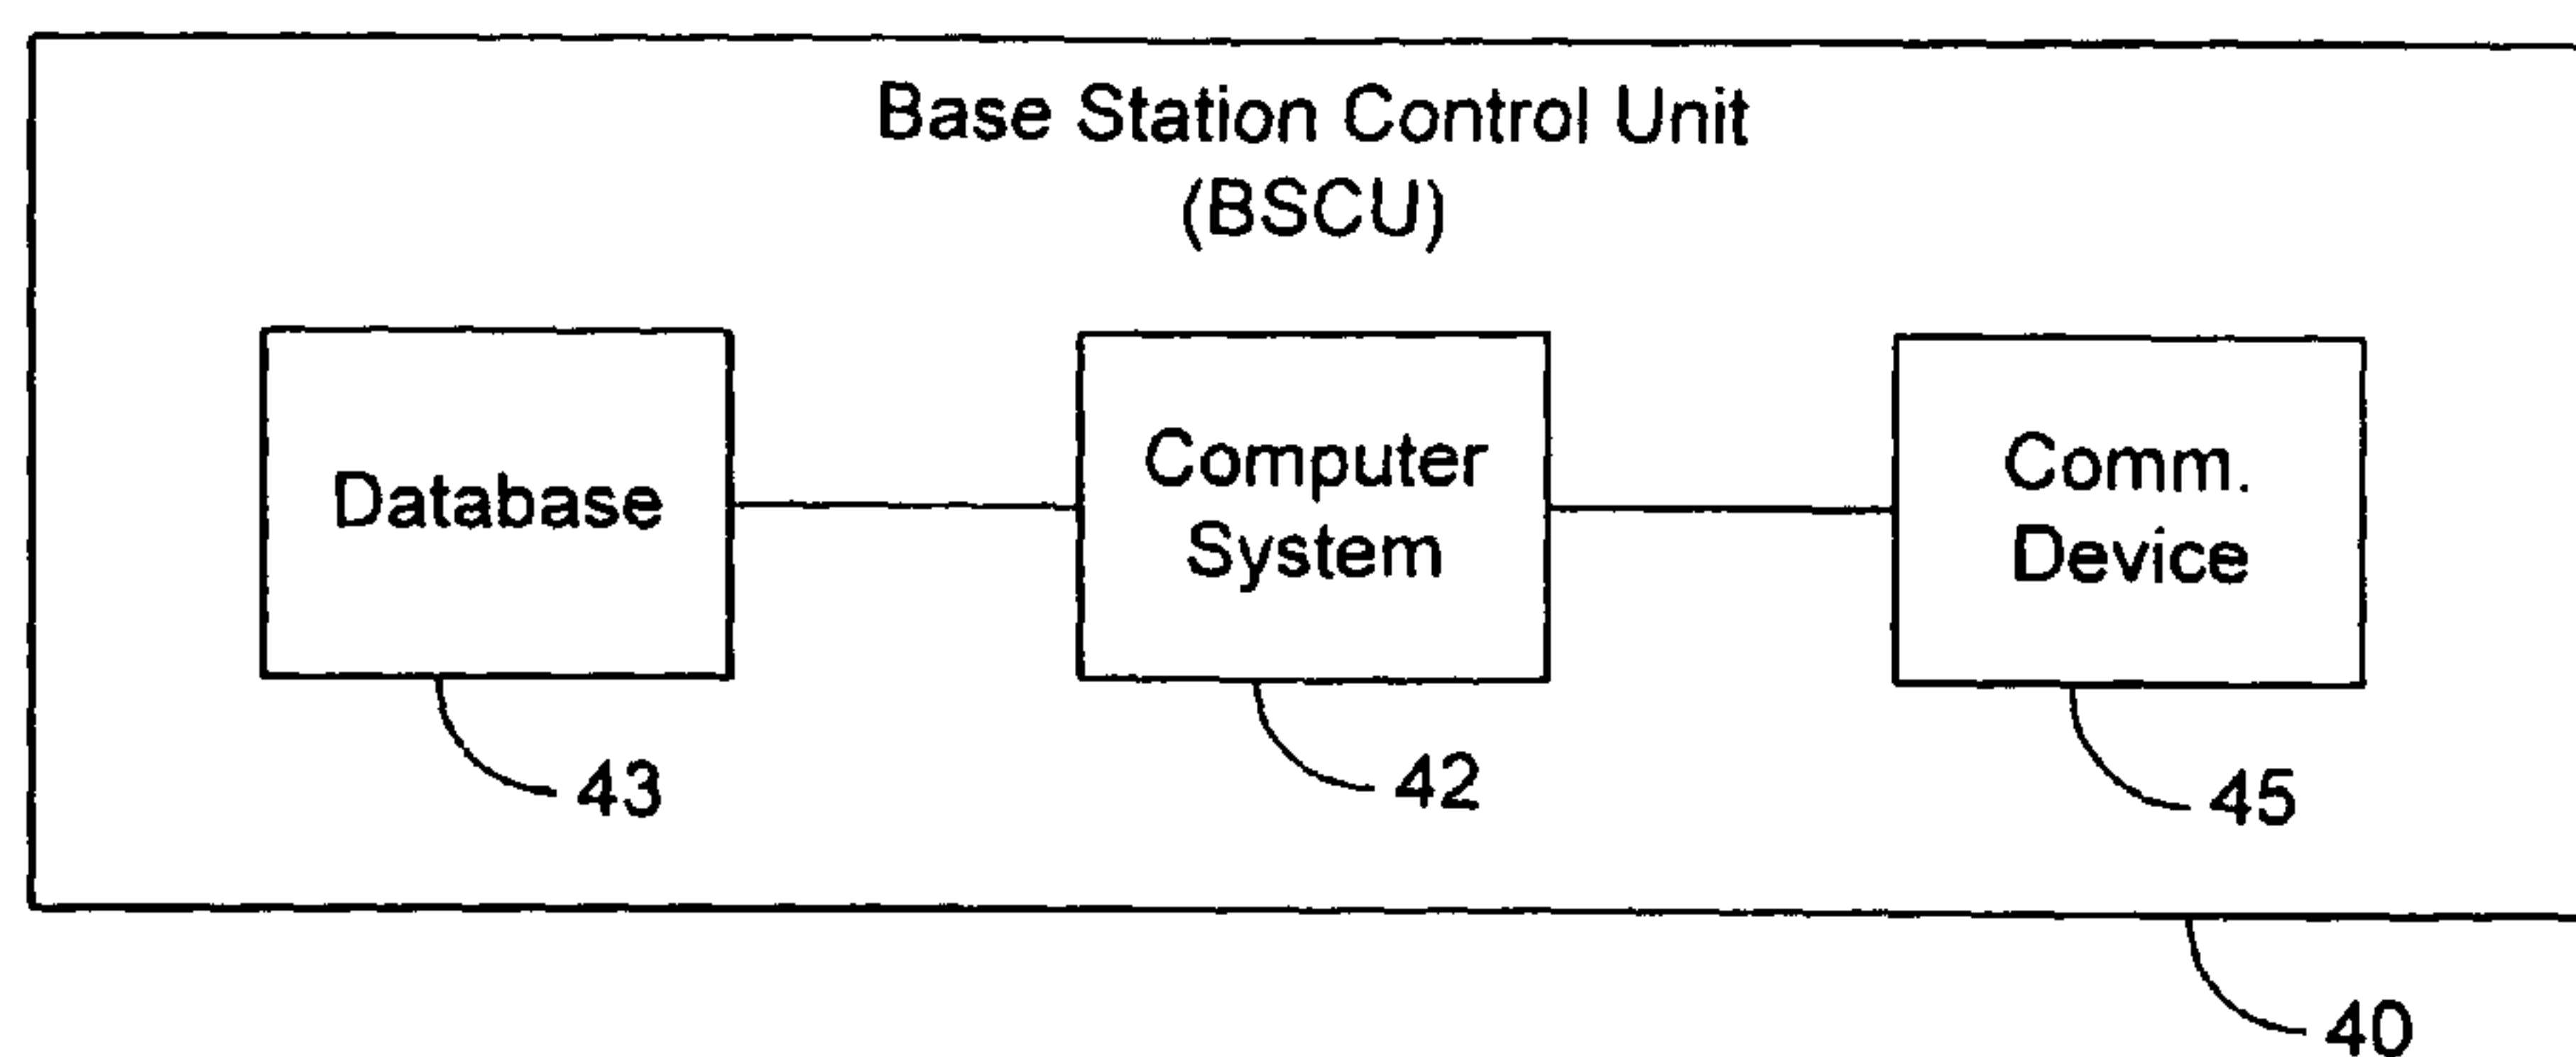 Base Station Control Unit
(BSCU)
Database
Computer
System
Comm.
Device
43
42
45
40